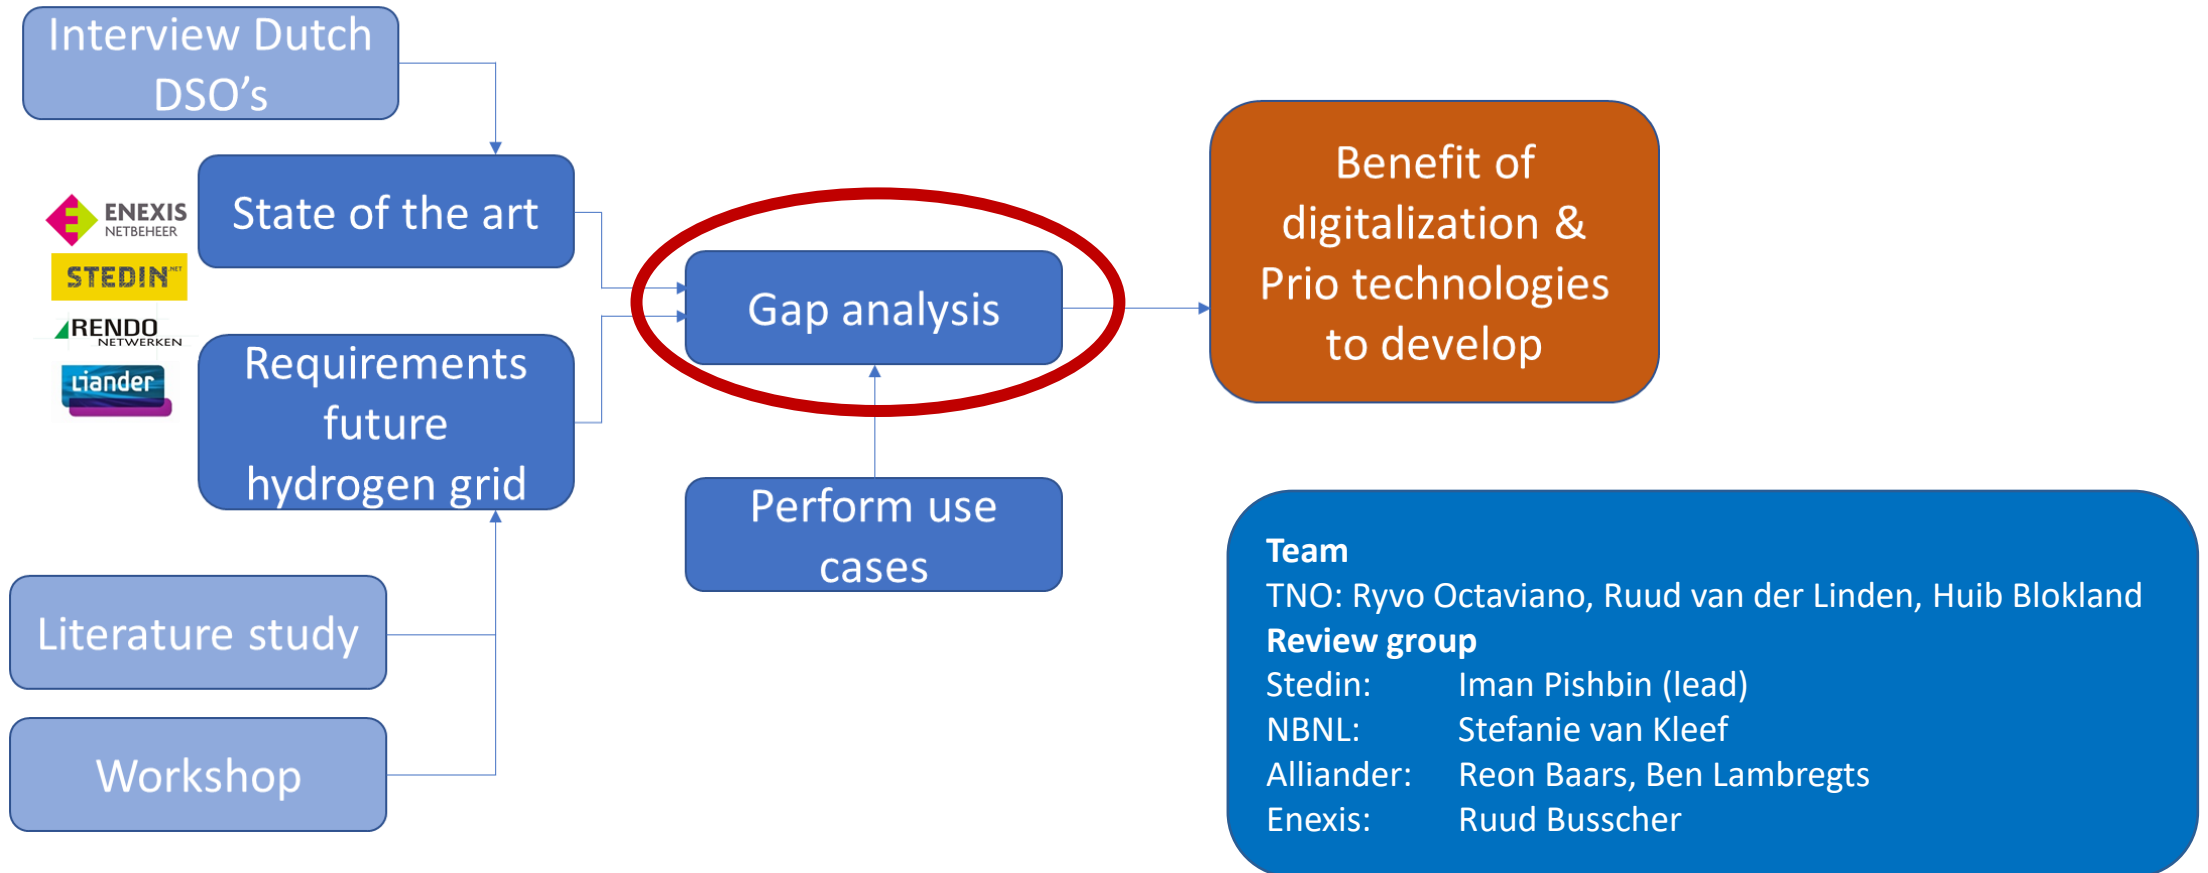 Interview Dutch
DSO's
State of the art
ENEXIS
NETBEHEER
STEDIN.NET
RENDO
NETWERKEN
Liander
Requirements
future
hydrogen grid
Literature study
Workshop
Gap analysis
Perform use
cases
Benefit of
digitalization &
Prio technologies
to develop
Team
TNO: Ryvo Octaviano, Ruud van der Linden, Huib Blokland
Review group
Stedin: Iman Pishbin (lead)
NBNL: Stefanie van Kleef
Alliander: Reon Baars, Ben Lambregts
Enexis: Ruud Busscher